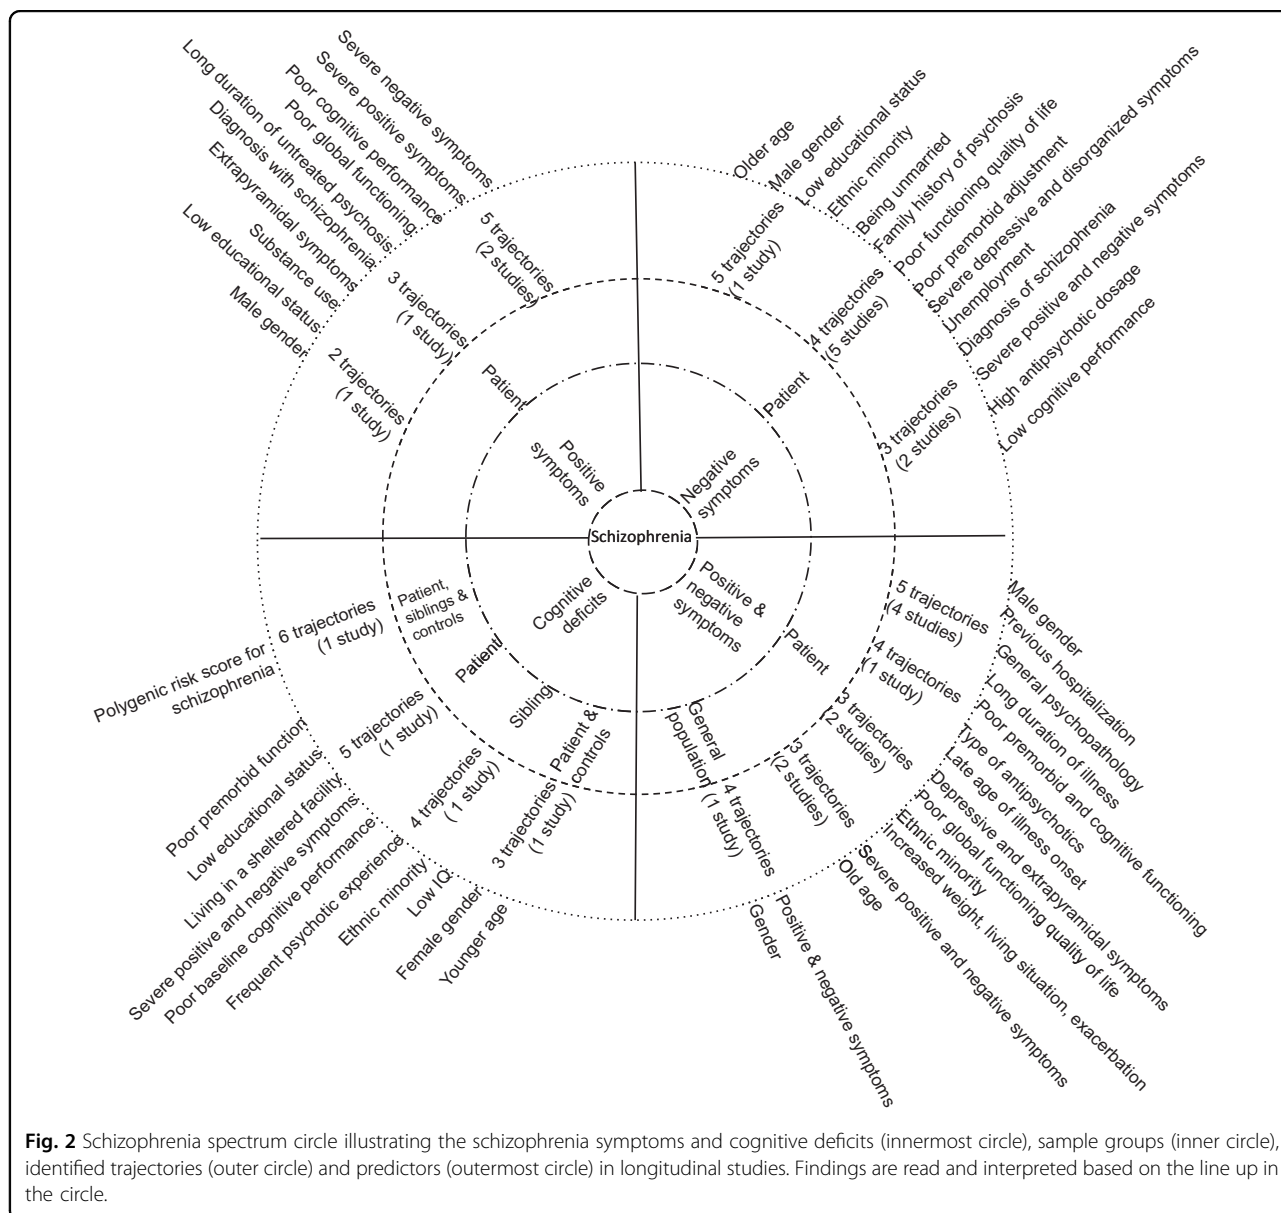 Severe negative symptoms
Severe positive symptoms
Poor cognitive performance
Poor global functioning
Long duration of untreated psychosis
Diagnosis with schizophrenia
Extrapyramidal symptoms
Substance use
Low educational status
Male gender
5 trajectories
(2 studies)
3 trajectories
(1 study)
2 trajectories
(1 study)
Patient
Positive
symptoms
Older age
Male gender
Low educational status
Ethnic minority
Being unmarried
Family history of psychosis
Poor functioning quality of life
Poor premorbid adjustment
Severe depressive and disorganized symptoms
Unemployment
Diagnosis of schizophrenia
Severe positive and negative symptoms
High antipsychotic dosage
Low cognitive performance
5 trajectories
(1 study)
4 trajectories
(5 studies)
3 trajectories
(2 studies)
Patient
Negative
symptoms
Schizophrenia
Cognitive
deficits
Patient,
siblings &
controls
Patient
Sibling
Patient &
controls
6 trajectories
(1 study)
5 trajectories
(1 study)
4 trajectories
( 1 study)
3 trajectories
(1 study)
Polygenic risk score for
schizophrenia
Poor premorbid function
Low educational status
Living in a sheltered facility
Severe positive and negative symptoms
Poor baseline cognitive performance
Frequent psychotic experience
Ethnic minority
Low IQ
Female gender
Younger age
Positive &
negative
symptoms
Patient
General
population
5 trajectories
(4 studies)
4 trajectories
(1 study)
3 trajectories
(2 studies)
3 trajectories
(2 studies)
4 trajectories
(1 study)
Male gender
Previous hospitalization
General psychopathology
Long duration of illness
Poor premorbid and cognitive functioning
Type of antipsychotics
Late age of illness onset
Depressive and extrapyramidal symptoms
Poor global functioning quality of life
Ethnic minority
Increased weight, living situation, exacerbation
Severe positive and negative symptoms
Old age
Positive & negative symptoms
Gender
Fig. 2 Schizophrenia spectrum circle illustrating the schizophrenia symptoms and cognitive deficits (innermost circle), sample groups (inner circle),
identified trajectories (outer circle) and predictors (outermost circle) in longitudinal studies. Findings are read and interpreted based on the line up in
the circle.